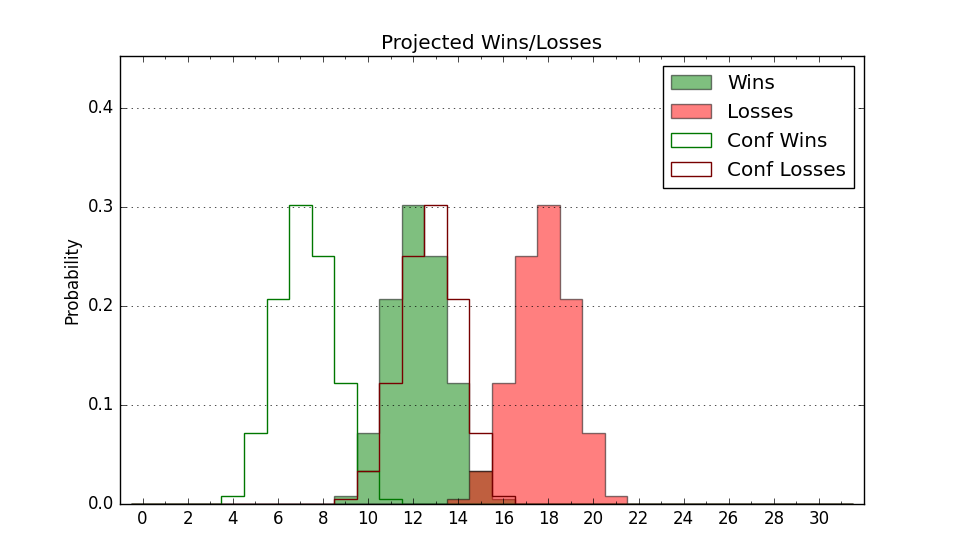 Projected Wins/Losses
Wins
Losses
Conf Wins
Conf Losses
Probability
0.4
0.3
0.2
0.1
0.0
0 2 4 6 8 10 12 14 16 18 20 22 24 26 28 30